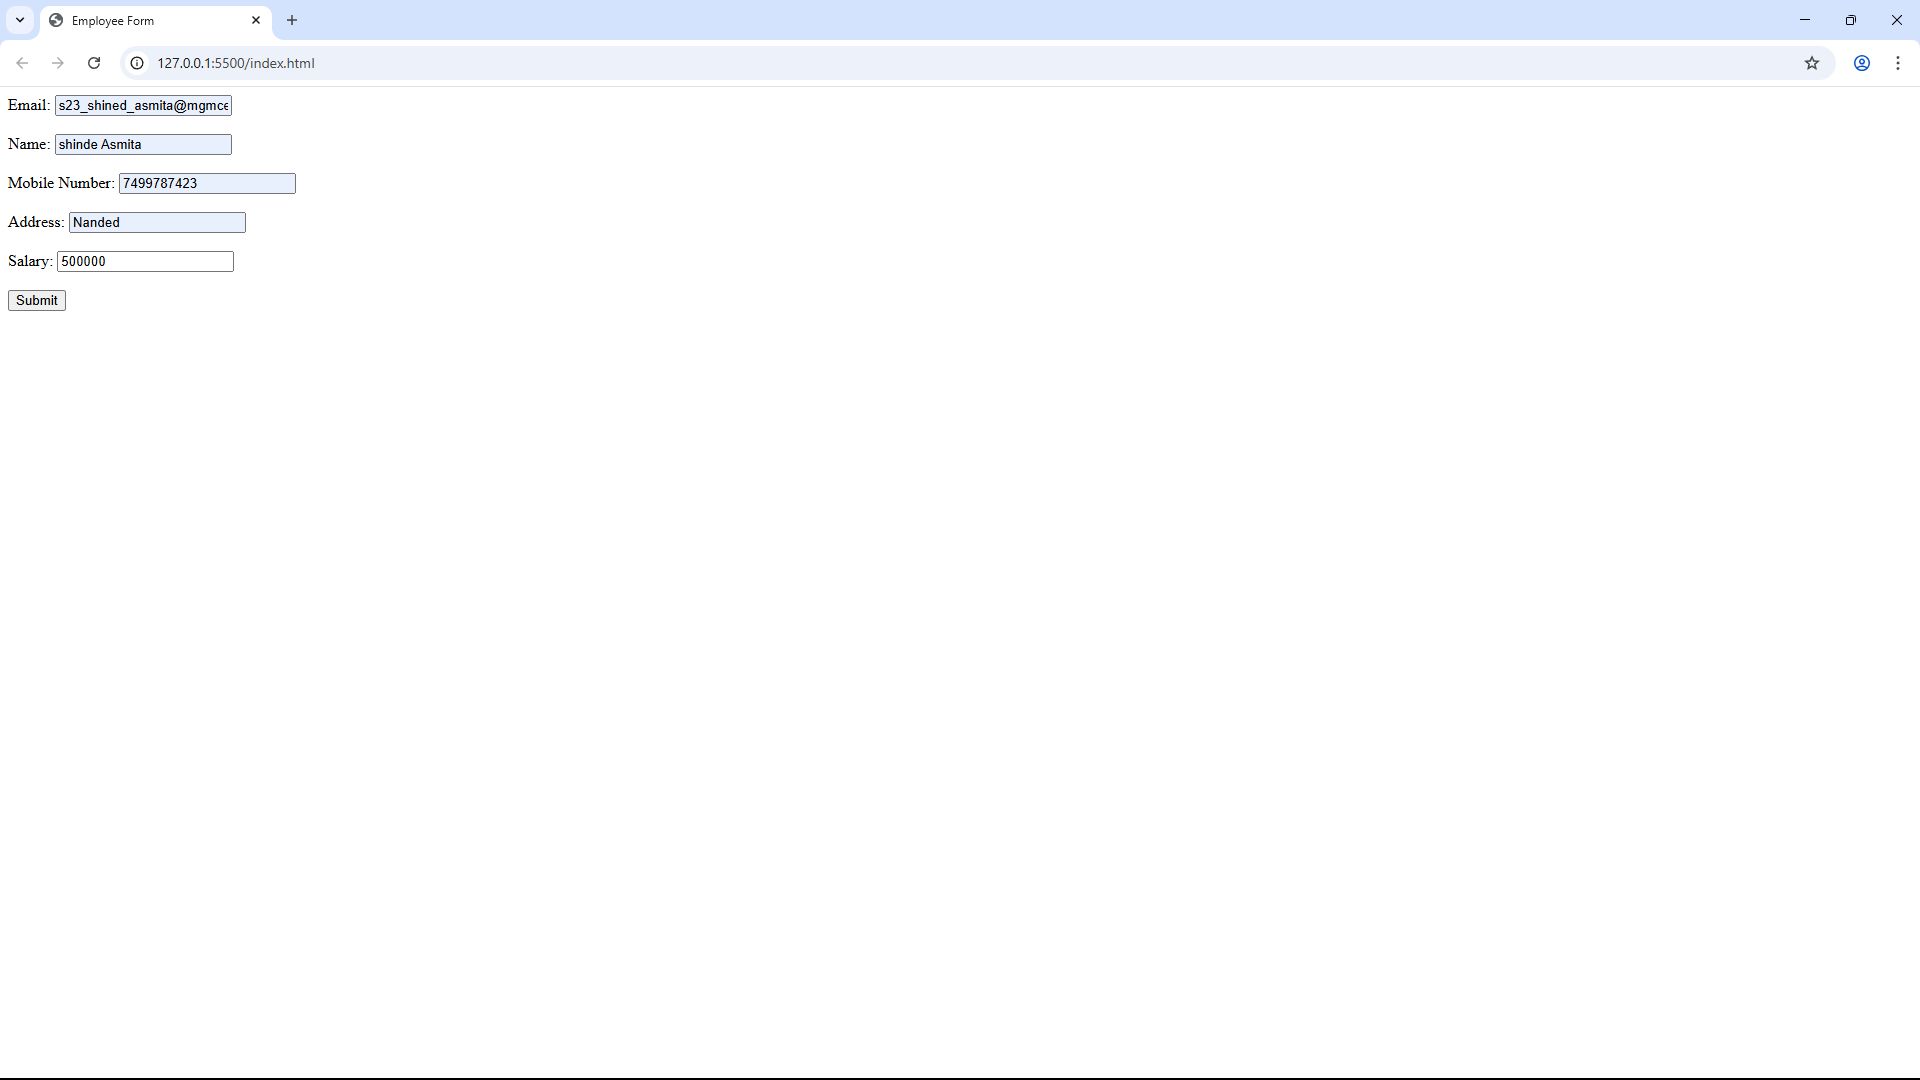 Employee Form
127.0.0.1:5500/index.html
Email: s23_shined_asmita@mgmce
Name: shinde Asmita
Mobile Number: 7499787423
Address: Nanded
Salary: 500000
Submit